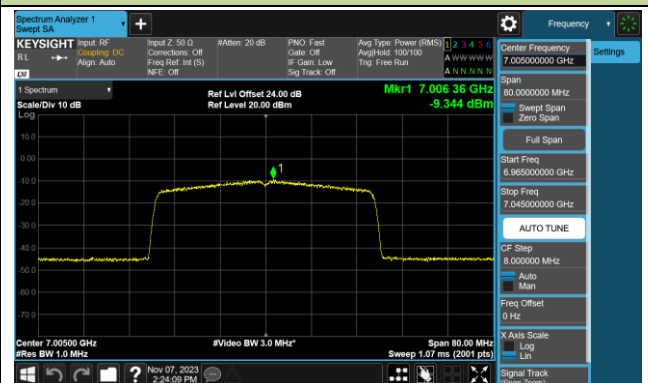 Spectrum Analyzer 1
Swept SA
+
Frequency
KEYSIGHT
RL
LXI
Input: RF
Coupling: DC
Align: Auto
Input Z: 50 Ω
Corrections: Off
Freq Ref: Int (S)
NFE: Off
#Atten: 20 dB
PNO: Fast
Gate: Off
IF Gain: Low
Sig Track: Off
Avg Type: Power (RMS)
Avg|Hold: 100/100
Trig: Free Run
1 2 3 4 5 6
A W W W W W
A N N N N N
Center Frequency
7.005000000 GHz
Settings
Span
80.0000000 MHz
Swept Span
Zero Span
Full Span
Start Freq
6.965000000 GHz
Stop Freq
7.045000000 GHz
AUTO TUNE
CF Step
8.000000 MHz
Auto
Man
Freq Offset
0 Hz
X Axis Scale
Log
Lin
Signal Track
(Span Zoom)
1 Spectrum
Scale/Div 10 dB
Log
Ref Lvl Offset 24.00 dB
Ref Level 20.00 dBm
Mkr1 7.006 36 GHz
-9.344 dBm
10.0
0.00
-10.0
-20.0
-30.0
-40.0
-50.0
-60.0
-70.0
1
Center 7.00500 GHz
#Res BW 1.0 MHz
#Video BW 3.0 MHz*
Span 80.00 MHz
Sweep 1.07 ms (2001 pts)
?
Nov 07, 2023
2:24:09 PM